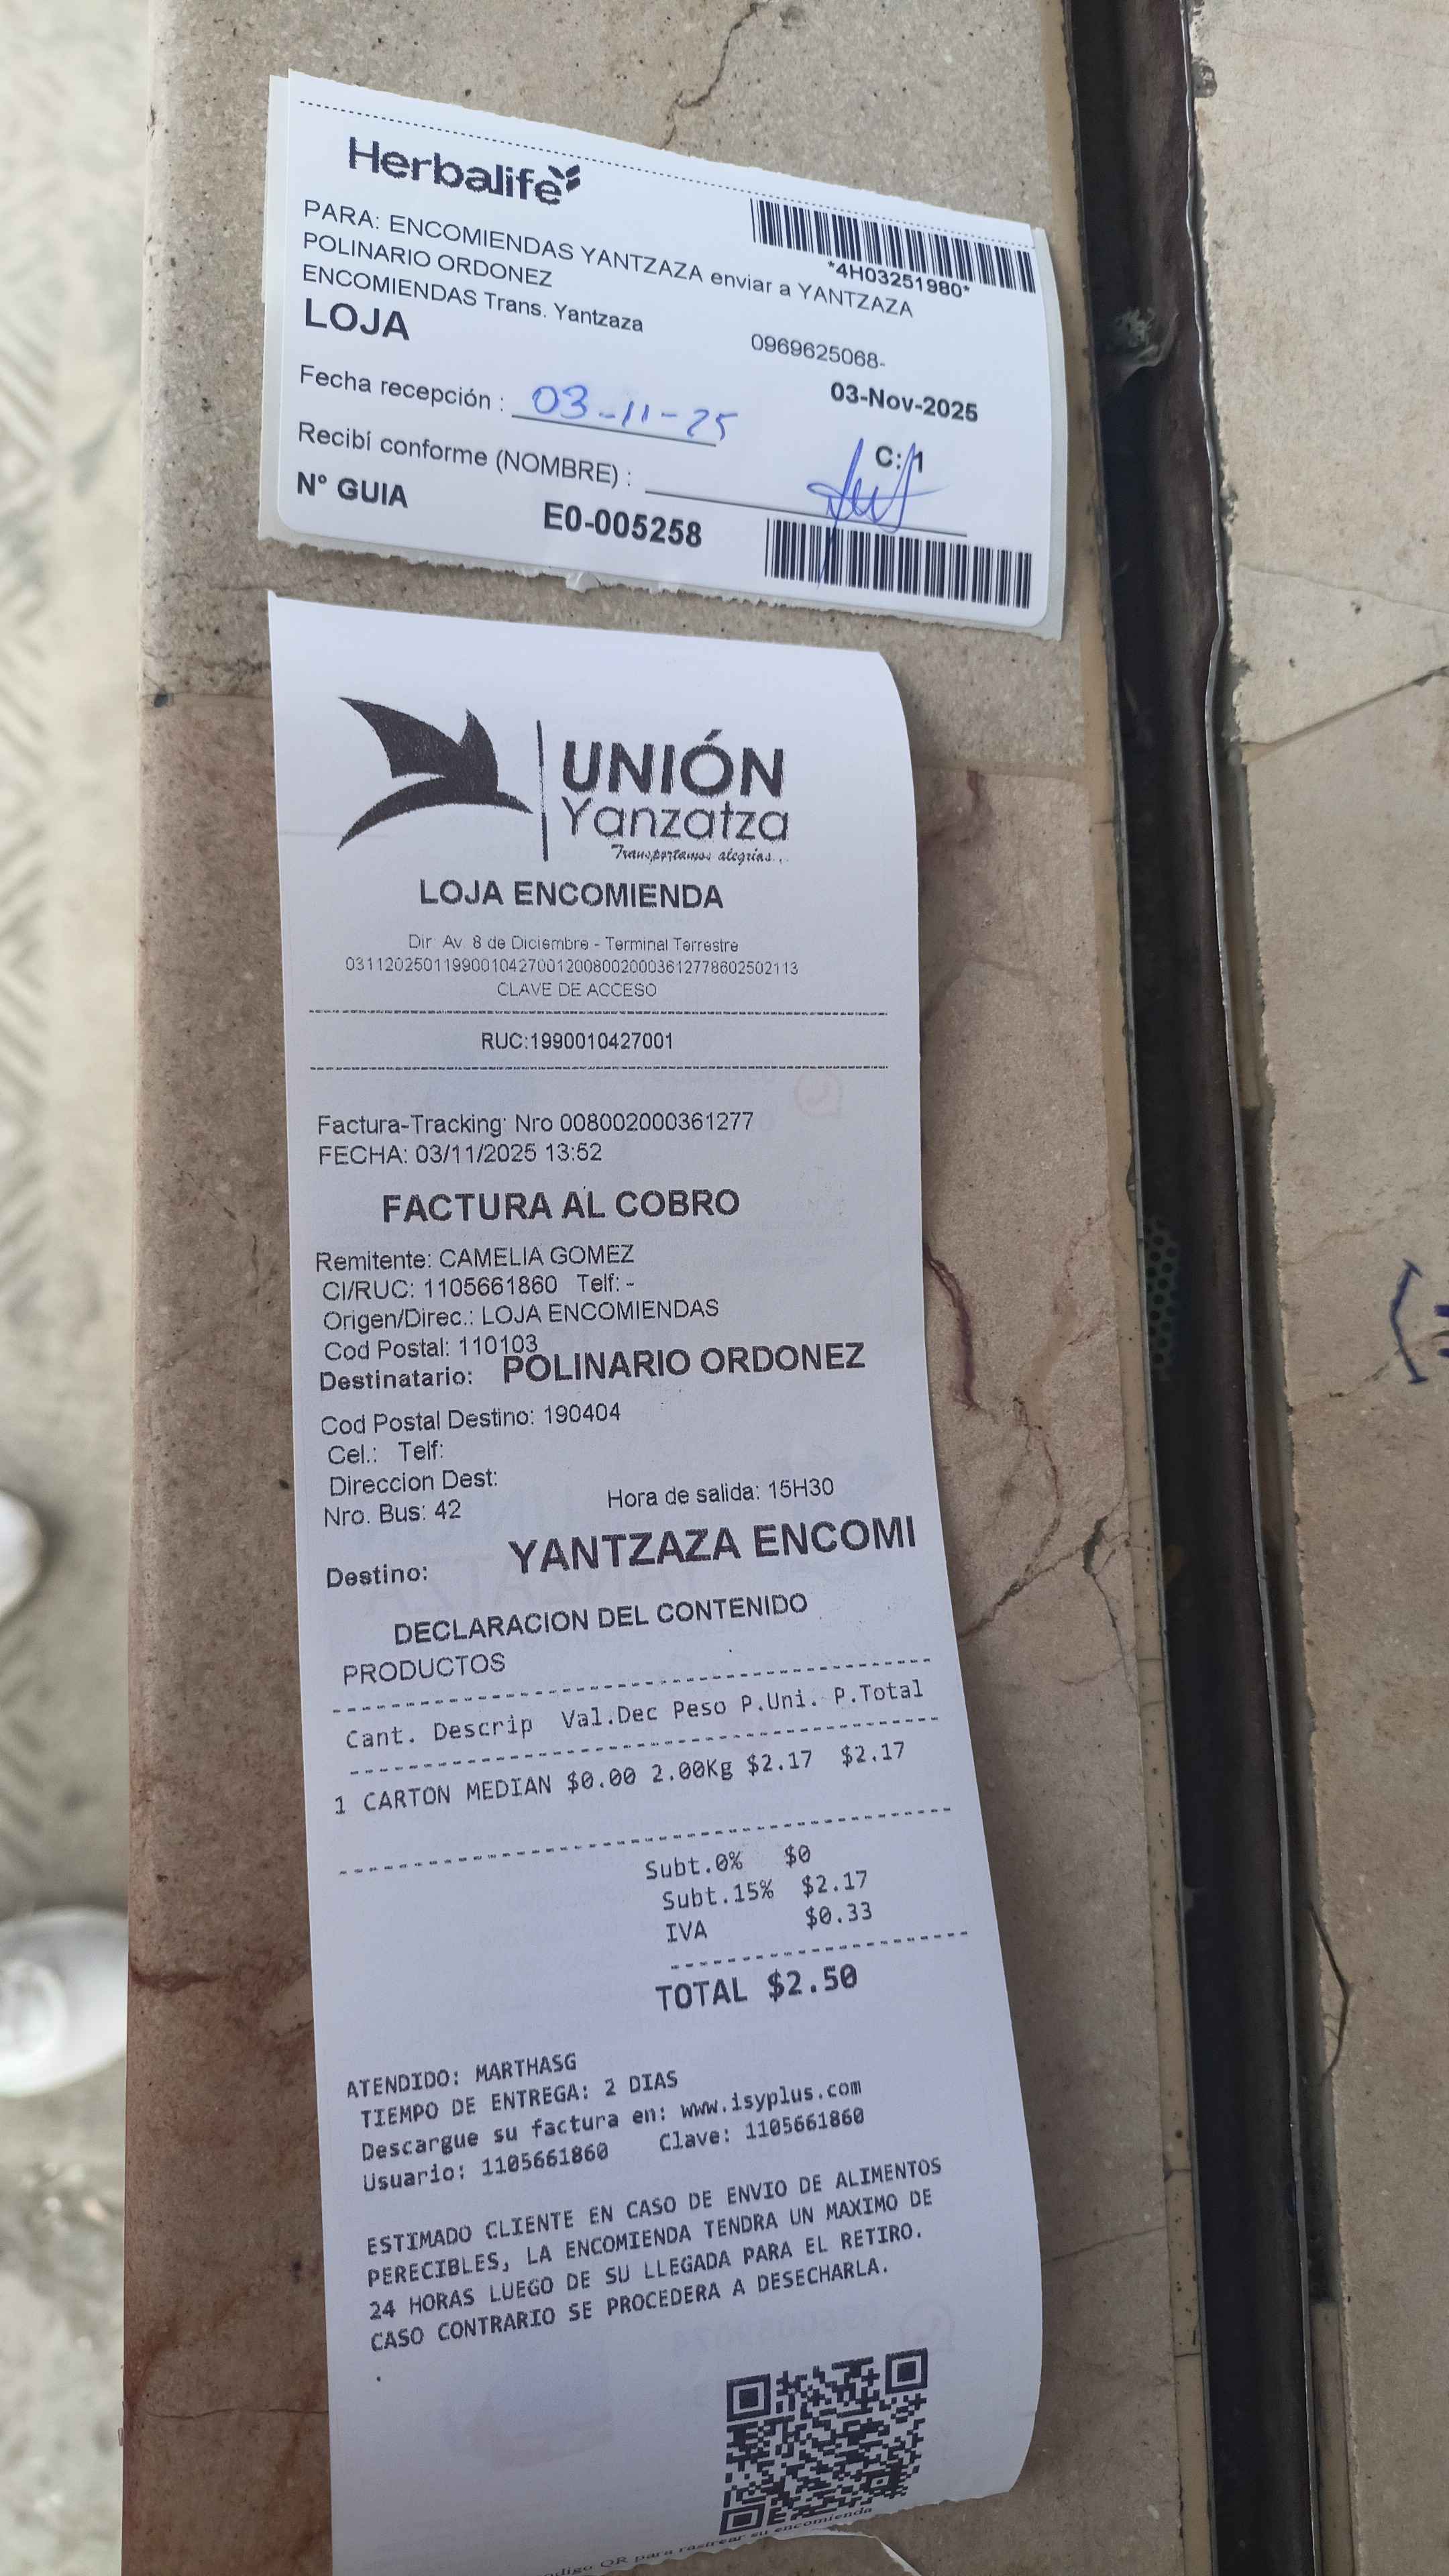 Herbalife
*4H03251980*
PARA: ENCOMIENDAS YANTZAZA enviar a YANTZAZA
POLINARIO ORDONEZ
ENCOMIENDAS Trans. Yantzaza
0969625068-
LOJA
03-Nov-2025
Fecha recepción : 03-11-25
C: 1
Recibí conforme (NOMBRE) :
N° GUIA E0-005258
UNIÓN
Yanzatza
Transportamos alegrías...
LOJA ENCOMIENDA
Dir: Av. 8 de Diciembre - Terminal Terrestre
0311202501199001042700120080020003612778602502113
CLAVE DE ACCESO
RUC:1990010427001
Factura-Tracking: Nro 008002000361277
FECHA: 03/11/2025 13:52
FACTURA AL COBRO
Remitente: CAMELIA GOMEZ
CI/RUC: 1105661860 Telf: -
Origen/Direc.: LOJA ENCOMIENDAS
Cod Postal: 110103
Destinatario: POLINARIO ORDONEZ
Cod Postal Destino: 190404
Cel.: Telf:
Direccion Dest:
Nro. Bus: 42 Hora de salida: 15H30
Destino: YANTZAZA ENCOMI
DECLARACION DEL CONTENIDO
PRODUCTOS
Cant. Descrip Val.Dec Peso P.Uni. P.Total
1 CARTON MEDIAN $0.00 2.00Kg $2.17 $2.17
Subt.0% $0
Subt.15% $2.17
IVA $0.33
TOTAL $2.50
ATENDIDO: MARTHASG
TIEMPO DE ENTREGA: 2 DIAS
Descargue su factura en: www.isyplus.com
Usuario: 1105661860 Clave: 1105661860
ESTIMADO CLIENTE EN CASO DE ENVIO DE ALIMENTOS
PERECIBLES, LA ENCOMIENDA TENDRA UN MAXIMO DE
24 HORAS LUEGO DE SU LLEGADA PARA EL RETIRO.
CASO CONTRARIO SE PROCEDERA A DESECHARLA.
QR para rastrear su encomienda